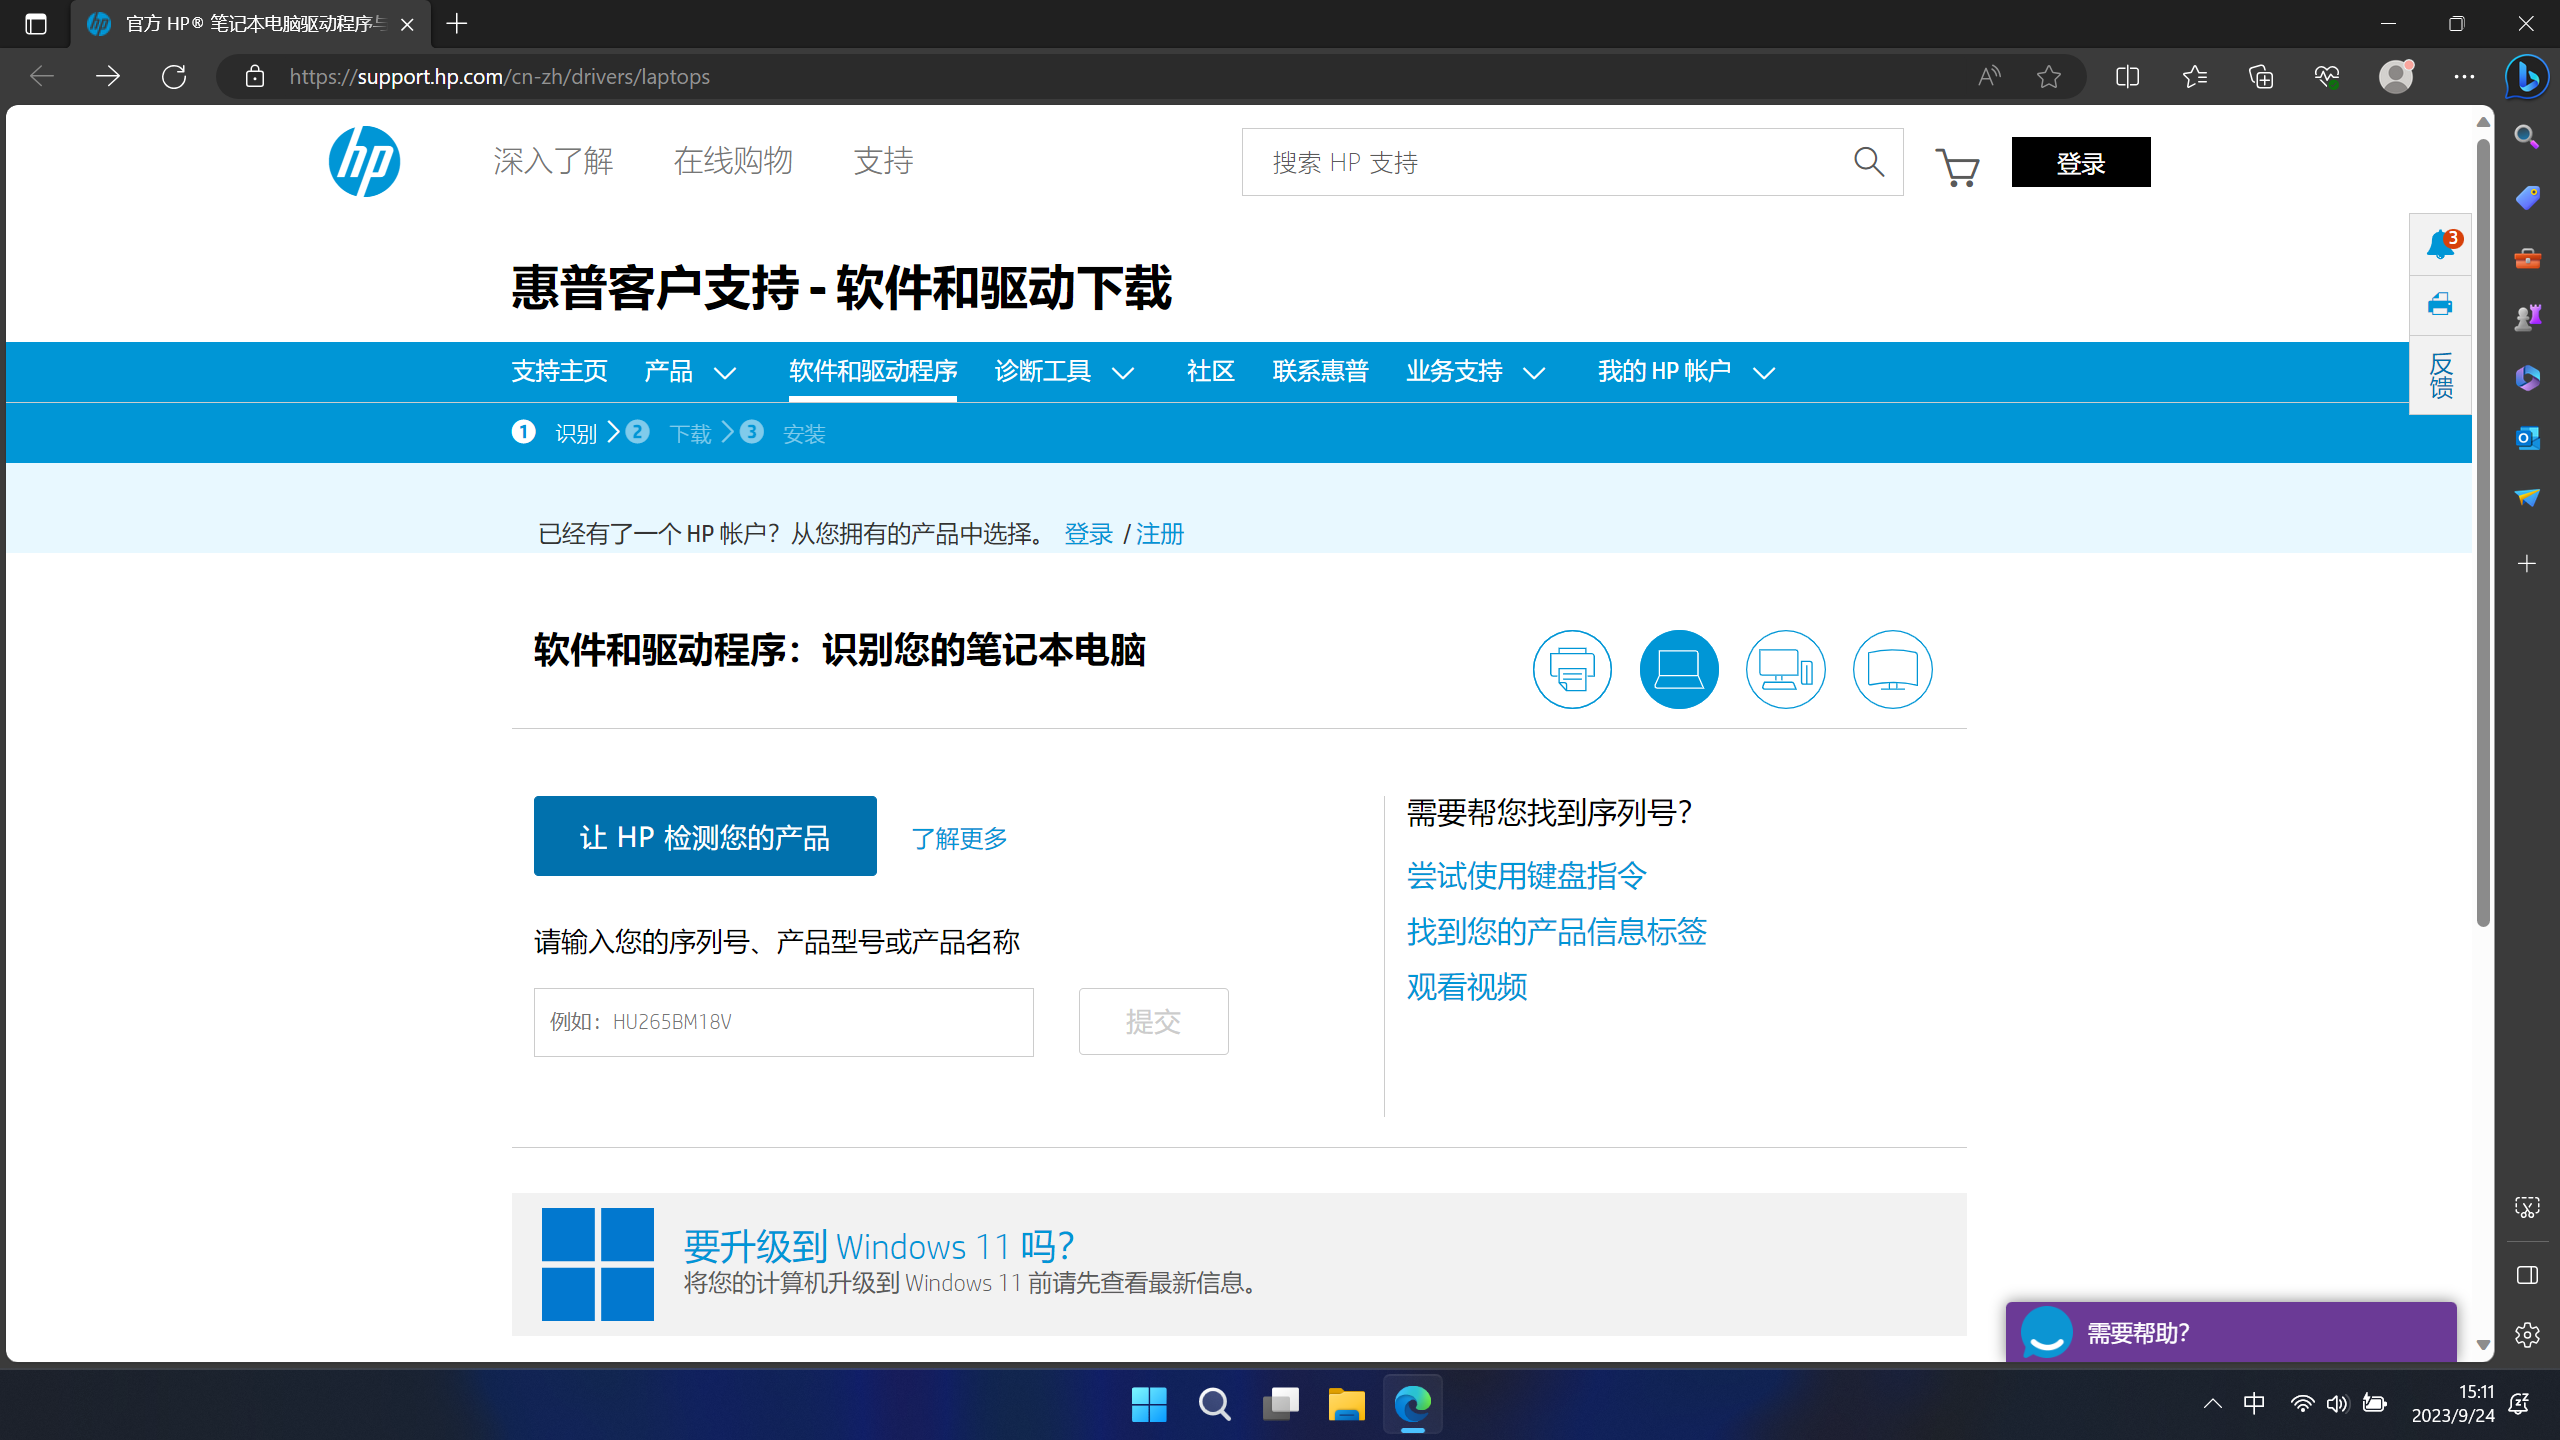 官方 HP® 笔记本电脑驱动程序与
https://support.hp.com/cn-zh/drivers/laptops
hp
深入了解
在线购物
支持
搜索 HP 支持
登录
3
惠普客户支持 - 软件和驱动下载
反馈
支持主页
产品
软件和驱动程序
诊断工具
社区
联系惠普
业务支持
我的 HP 帐户
1 识别
2 下载
3 安装
已经有了一个 HP 帐户？从您拥有的产品中选择。 登录 / 注册
软件和驱动程序：识别您的笔记本电脑
让 HP 检测您的产品
了解更多
请输入您的序列号、产品型号或产品名称
例如：HU265BM18V
提交
需要帮您找到序列号？
尝试使用键盘指令
找到您的产品信息标签
观看视频
要升级到 Windows 11 吗？
将您的计算机升级到 Windows 11 前请先查看最新信息。
需要帮助？
中
15:11
2023/9/24